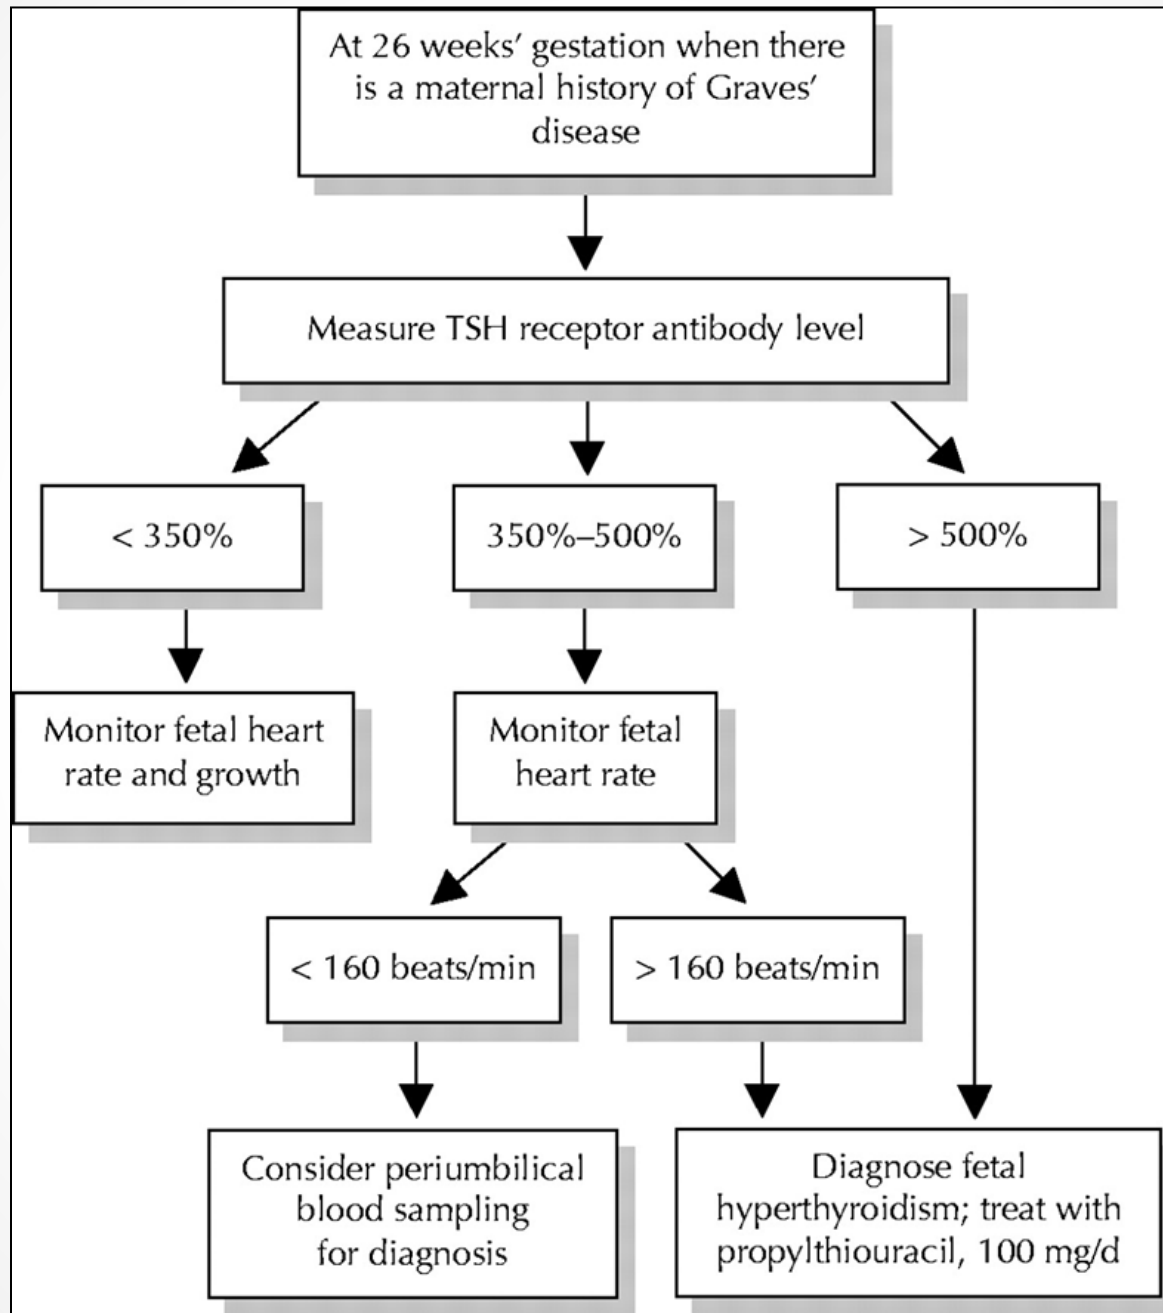 At 26 weeks’ gestation when there
is a maternal history of Graves’
disease
Measure TSH receptor antibody level
< 350%
350%–500%
> 500%
Monitor fetal heart
rate and growth
Monitor fetal
heart rate
< 160 beats/min
> 160 beats/min
Consider periumbilical
blood sampling
for diagnosis
Diagnose fetal
hyperthyroidism; treat with
propylthiouracil, 100 mg/d